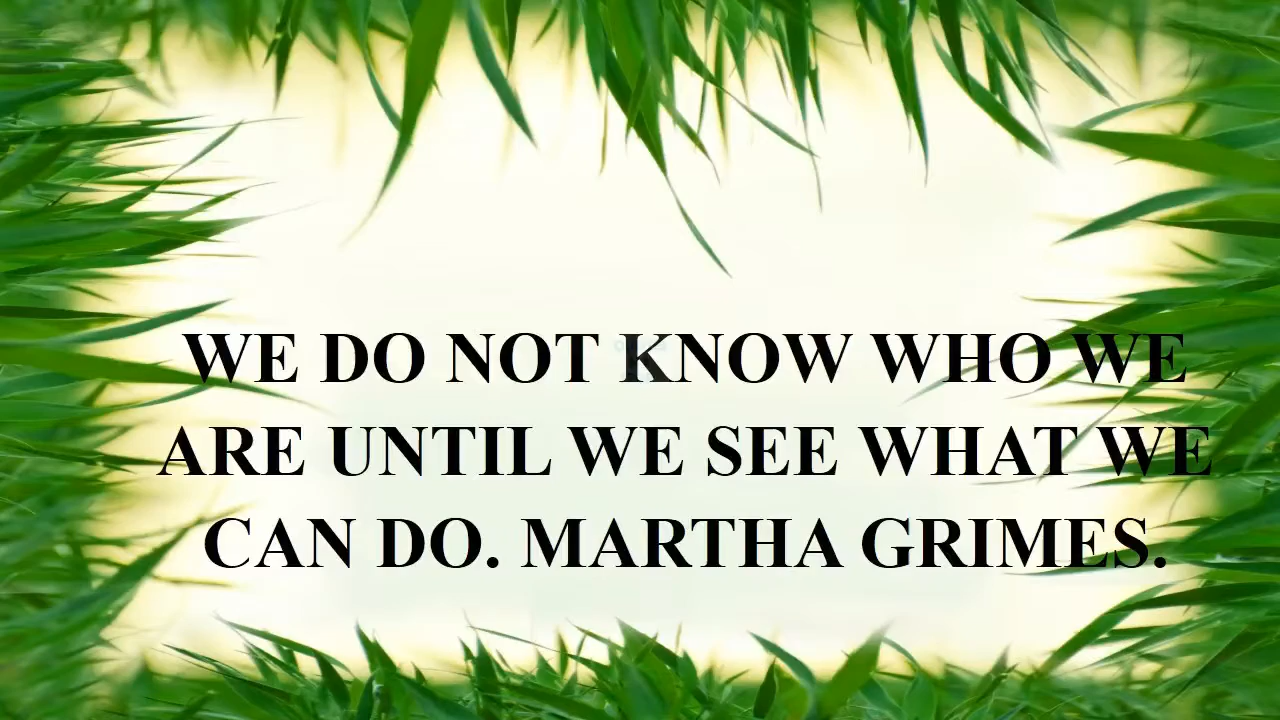 WE DO NOT KNOW WHO WE
ARE UNTIL WE SEE WHAT WE
CAN DO. MARTHA GRIMES.